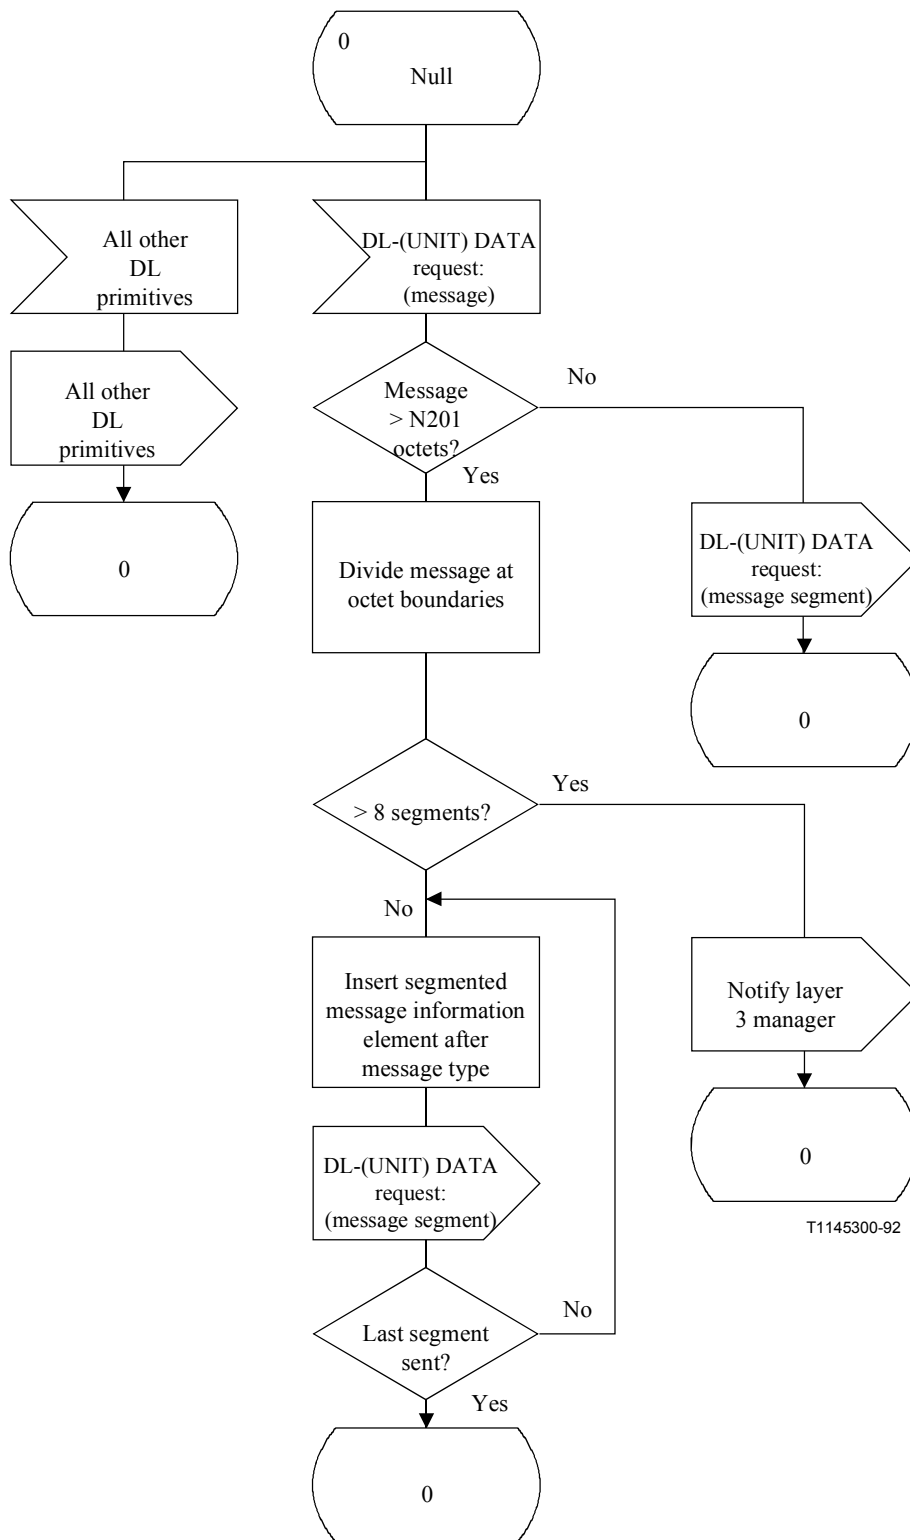 0
Null
All other
DL
primitives
DL-(UNIT) DATA
request:
(message)
All other
DL
primitives
Message
> N201
octets?
No
Yes
0
Divide message at
octet boundaries
DL-(UNIT) DATA
request:
(message segment)
0
> 8 segments?
Yes
No
Insert segmented
message information
element after
message type
Notify layer
3 manager
DL-(UNIT) DATA
request:
(message segment)
0
T1145300-92
Last segment
sent?
No
Yes
0